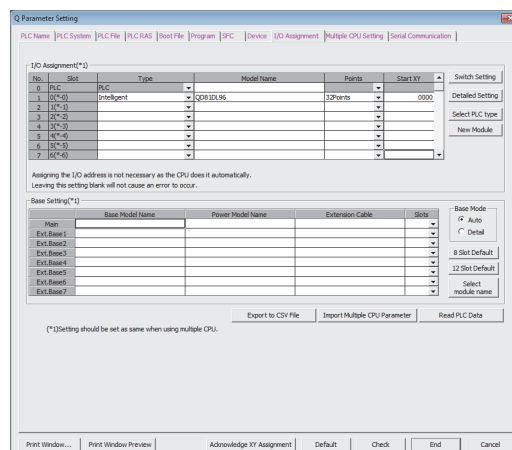 Q Parameter Setting
PLC Name PLC System PLC File PLC RAS Boot File Program SFC Device I/O Assignment Multiple CPU Setting Serial Communication
I/O Assignment(*1)
No. Slot Type Model Name Points Start XY
0 PLC PLC
1 0(*-0) Intelligent QD81DL96 32Points 0000
2 1(*-1)
3 2(*-2)
4 3(*-3)
5 4(*-4)
6 5(*-5)
7 6(*-6)
Switch Setting
Detailed Setting
Select PLC type
New Module
Assigning the I/O address is not necessary as the CPU does it automatically.
Leaving this setting blank will not cause an error to occur.
Base Setting(*1)
Base Model Name Power Model Name Extension Cable Slots
Main
Ext.Base1
Ext.Base2
Ext.Base3
Ext.Base4
Ext.Base5
Ext.Base6
Ext.Base7
Base Mode
Auto
Detail
8 Slot Default
12 Slot Default
Select
module name
Export to CSV File Import Multiple CPU Parameter Read PLC Data
(*1)Setting should be set as same when using multiple CPU.
Print Window... Print Window Preview Acknowledge XY Assignment Default Check End Cancel